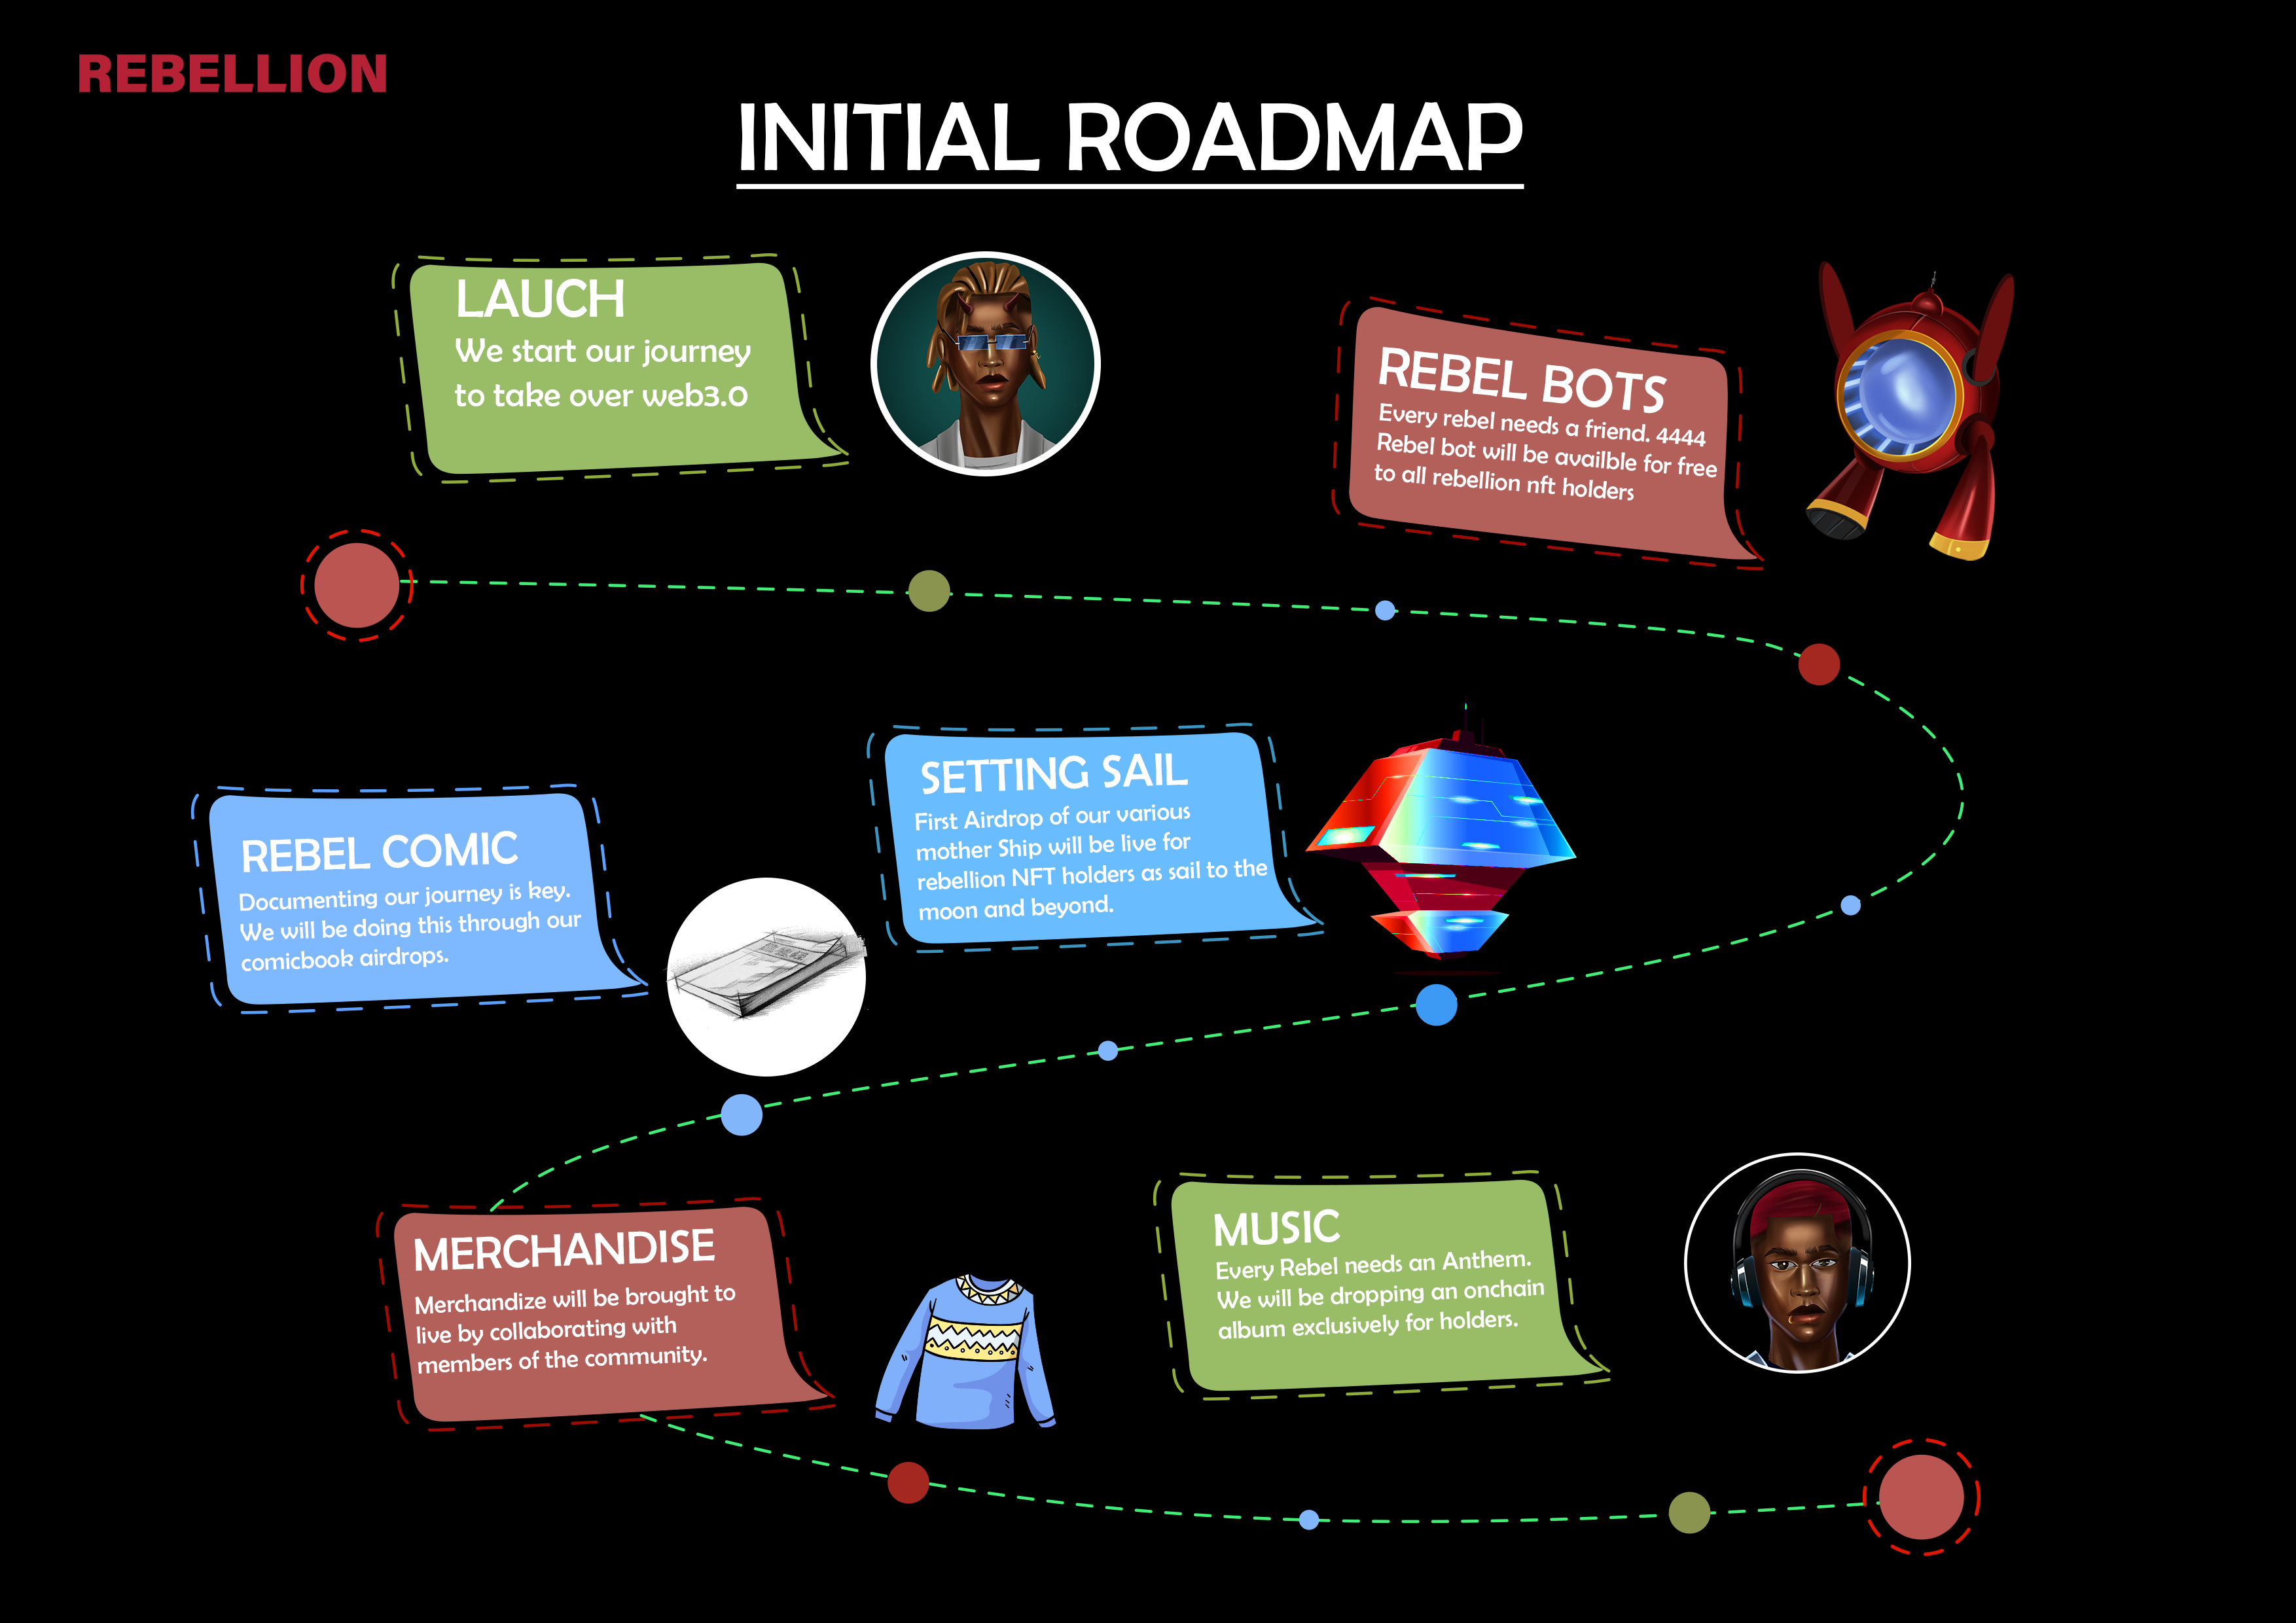 REBELLION
INITIAL ROADMAP
LAUCH
We start our journey
to take over web3.0
REBEL BOTS
Every rebel needs a friend. 4444
Rebel bot will be availble for free
to all rebellion nft holders
SETTING SAIL
First Airdrop of our various
mother Ship will be live for
rebellion NFT holders as sail to the
moon and beyond.
REBEL COMIC
Documenting our journey is key.
We will be doing this through our
comicbook airdrops.
MERCHANDISE
Merchandize will be brought to
live by collaborating with
members of the community.
MUSIC
Every Rebel needs an Anthem.
We will be dropping an onchain
album exclusively for holders.